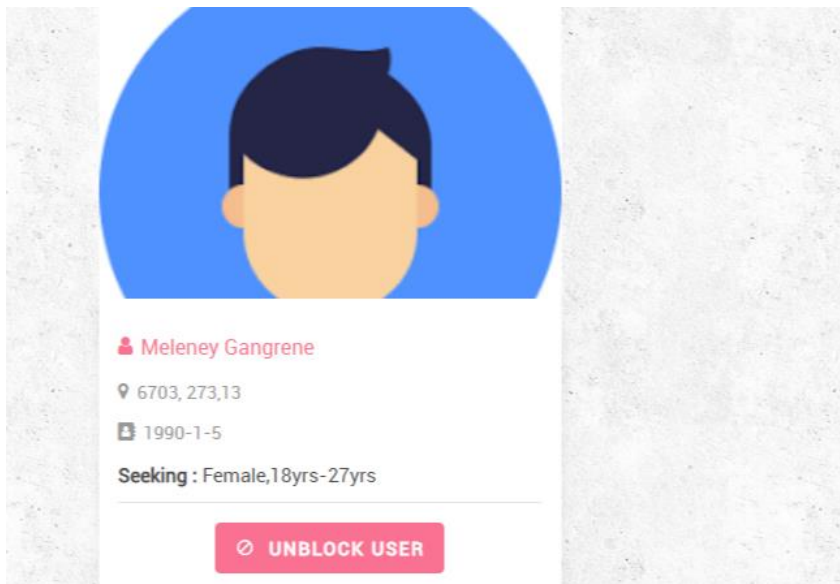 Meleney Gangrene
6703, 273,13
1990-1-5
Seeking : Female,18yrs-27yrs
UNBLOCK USER